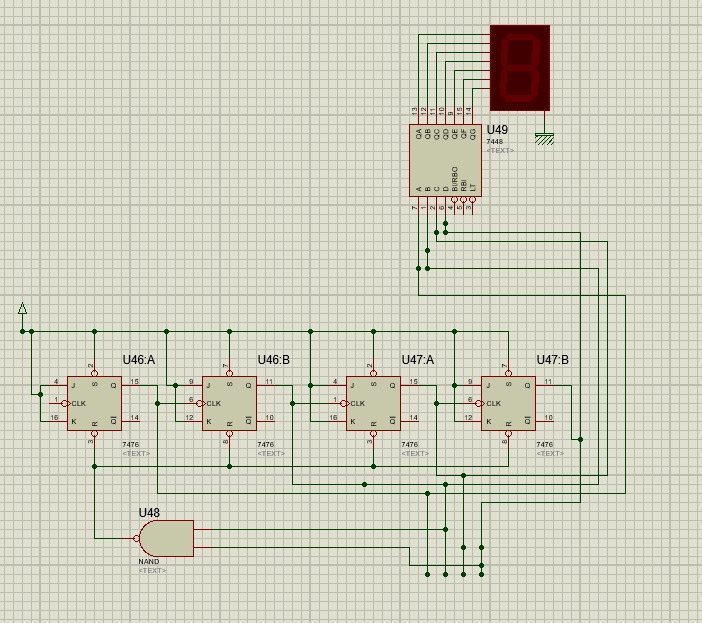 13 12 11 10 9 15 14
QA QB QC QD QE QF QG
U49
7448
<TEXT>
A B C D BI/RBO RBI LT
7 1 2 6 4 5 3
U46:A
U46:B
U47:A
U47:B
2
7
2
7
4 J S Q 15
9 J S Q 11
4 J S Q 15
9 J S Q 11
1 CLK
6 CLK
1 CLK
6 CLK
16 K R Q 14
12 K R Q 10
16 K R Q 14
12 K R Q 10
3
8
3
8
7476
7476
7476
7476
<TEXT>
<TEXT>
<TEXT>
<TEXT>
U48
NAND
<TEXT>